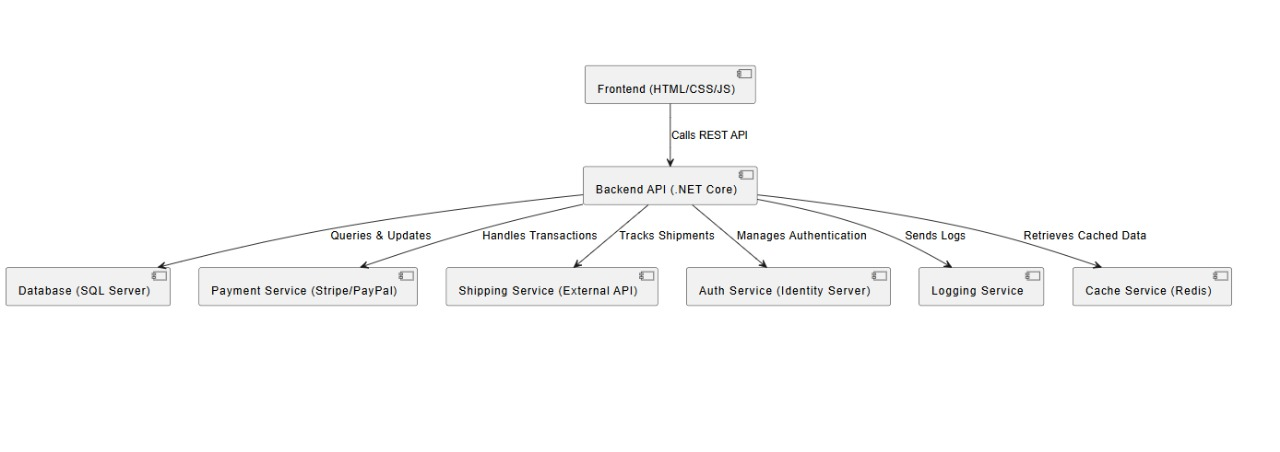 Frontend (HTML/CSS/JS)
Calls REST API
Backend API (.NET Core)
Queries & Updates
Handles Transactions
Tracks Shipments
Manages Authentication
Sends Logs
Retrieves Cached Data
Database (SQL Server)
Payment Service (Stripe/PayPal)
Shipping Service (External API)
Auth Service (Identity Server)
Logging Service
Cache Service (Redis)